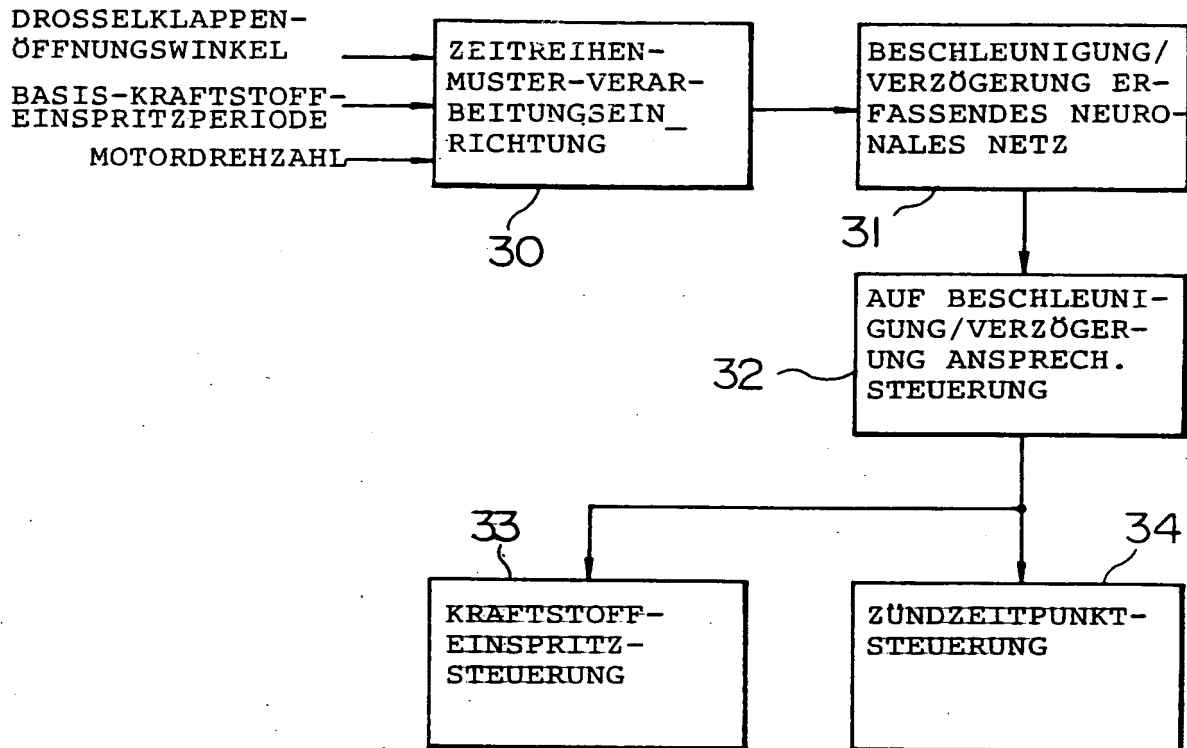 DROSSELKLAPPEN-
ÖFFNUNGSWINKEL
BASIS-KRAFTSTOFF-
EINSPRITZPERIODE
MOTORDREHZAHL
ZEITREIHEN-
MUSTER-VERAR-
BEITUNGSEIN_
RICHTUNG
30
BESCHLEUNIGUNG/
VERZÖGERUNG ER-
FASSENDES NEURO-
NALES NETZ
31
AUF BESCHLEUNI-
GUNG/VERZÖGER-
UNG ANSPRECH.
STEUERUNG
32
33
KRAFTSTOFF-
EINSPRITZ-
STEUERUNG
34
ZÜNDZEITPUNKT-
STEUERUNG